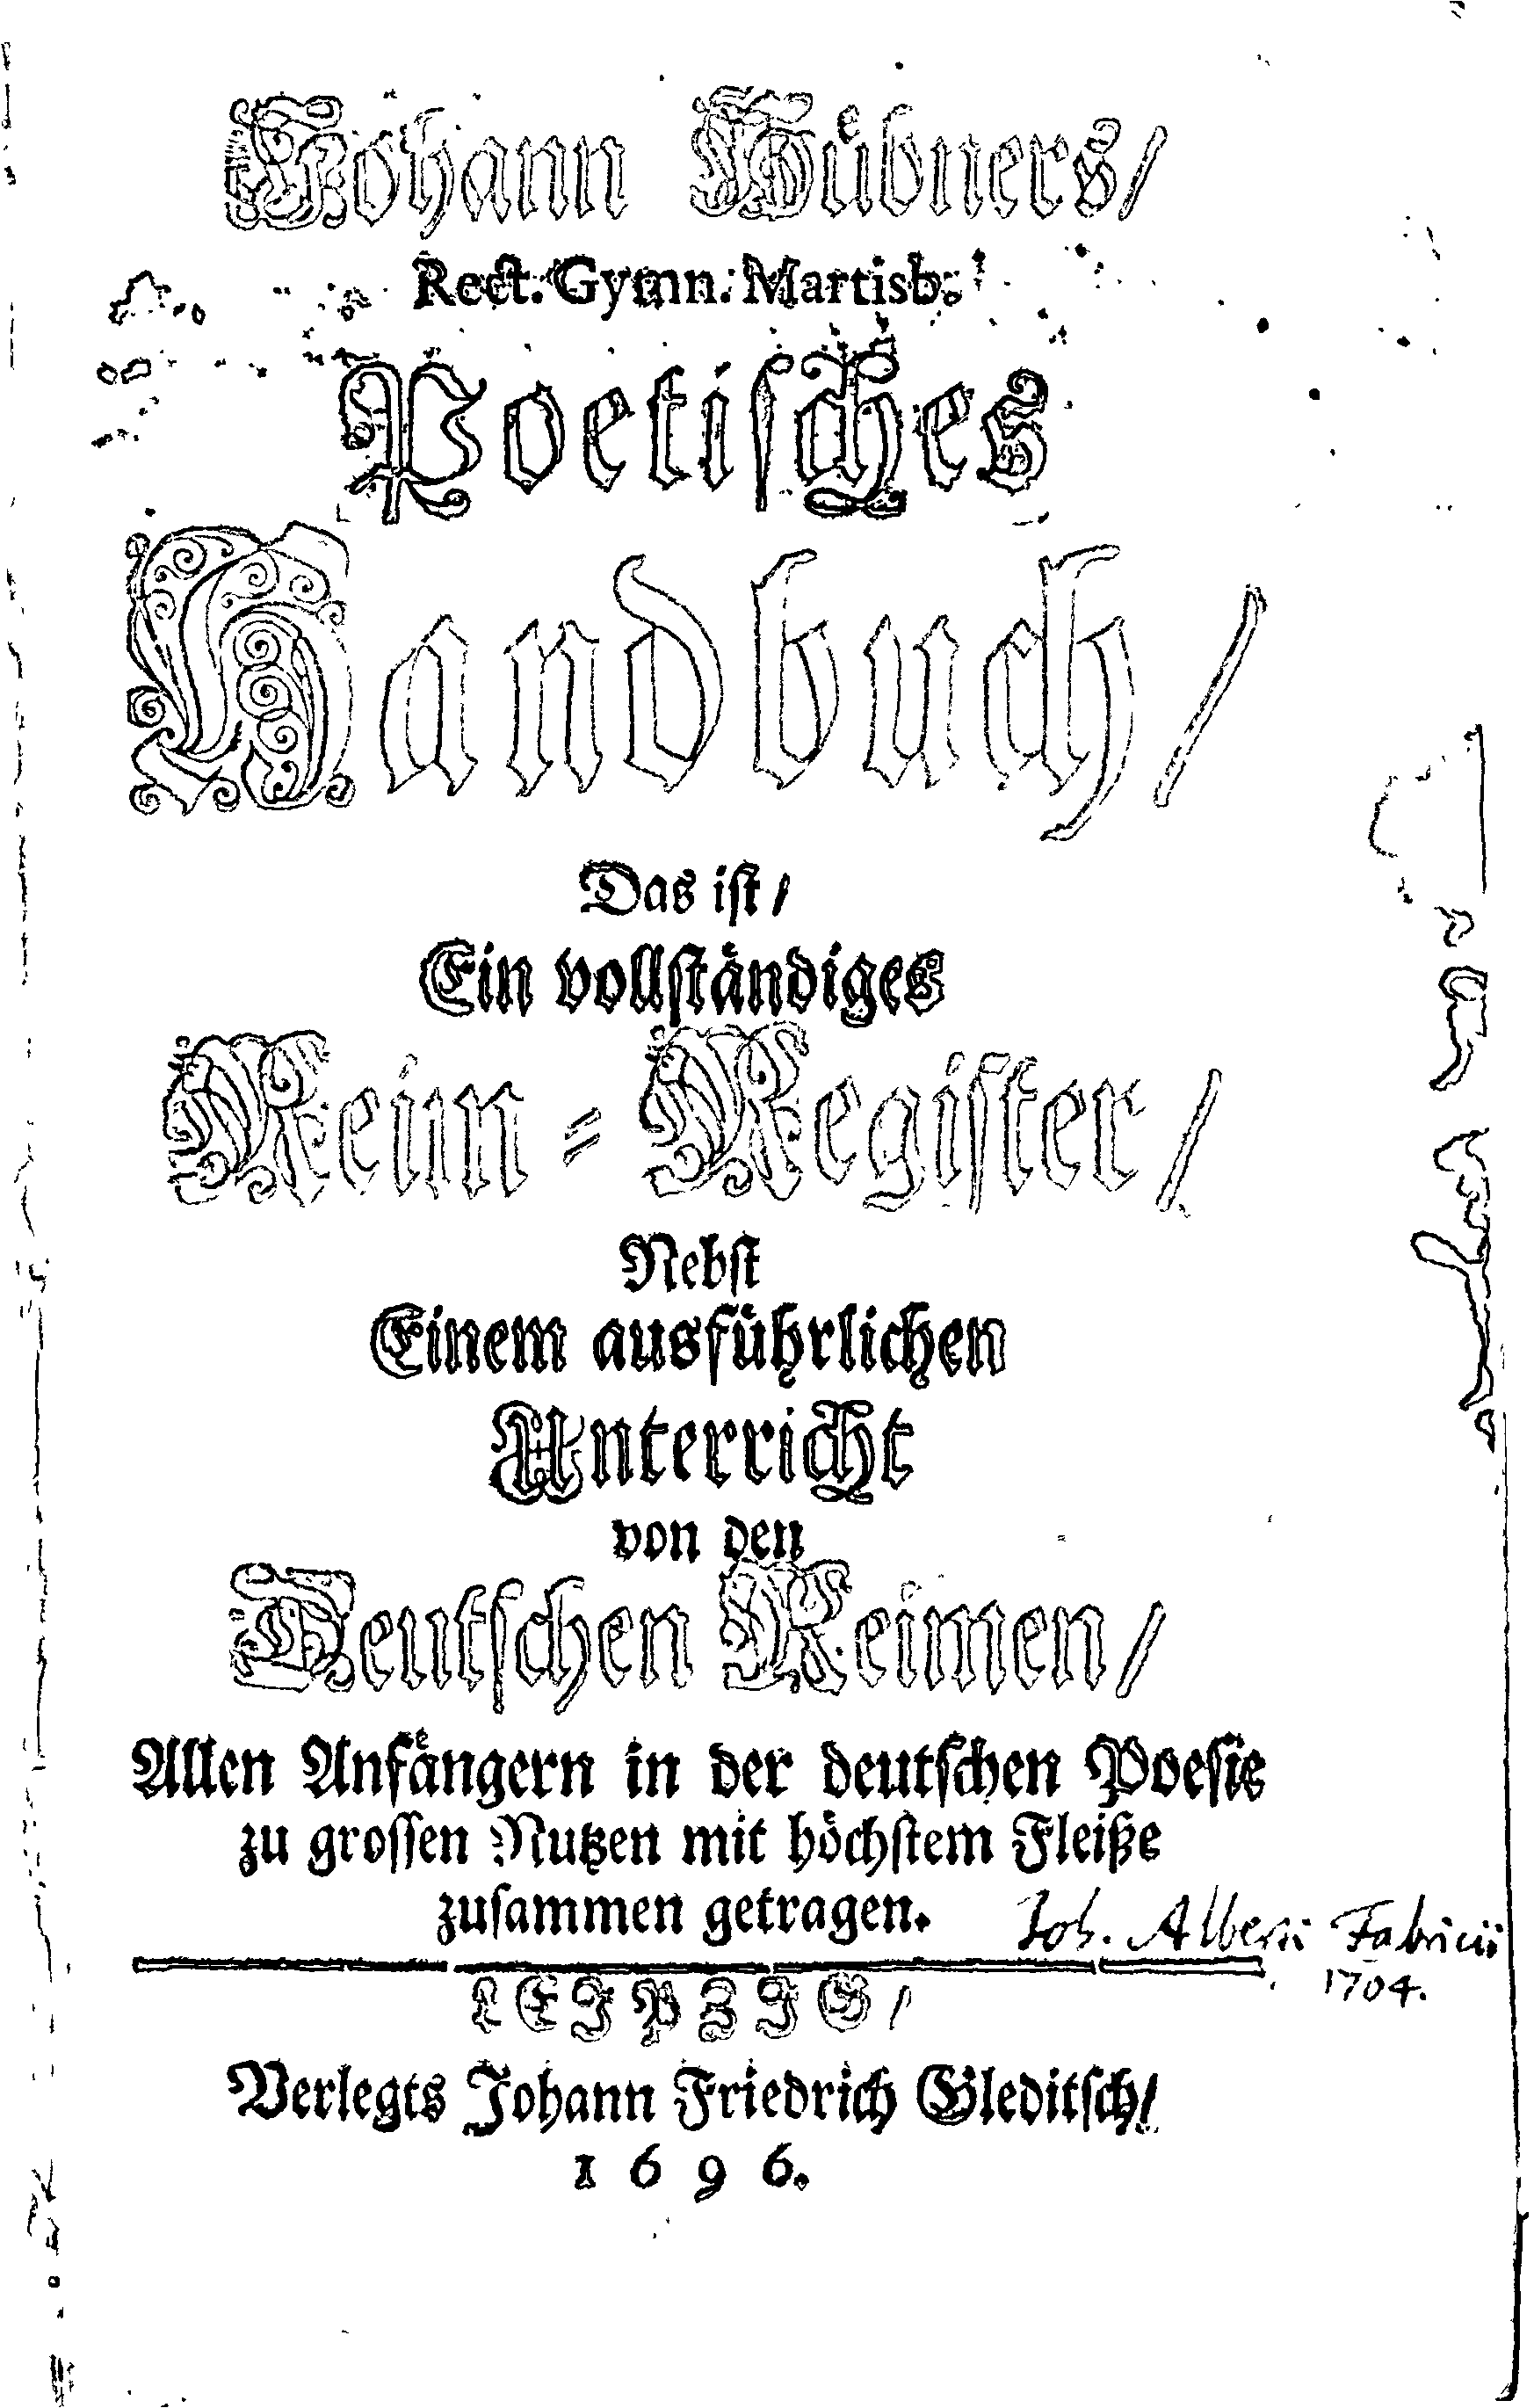 Johann Hübners/
Rect. Gymn. Martisb.
Poetisches
Handbuch/
Das ist/
Ein vollständiges
Reim-Register/
Nebst
Einem ausführlichen
Unterricht
von den
Deutschen Reimen/
Allen Anfängern in der deutschen Poesie
zu grossen Nutzen mit höchstem Fleiße
zusammen getragen.
Joh. Alberti Fabricii
1704.
LEIPZIG/
Verlegts Johann Friedrich Gleditsch/
1696.